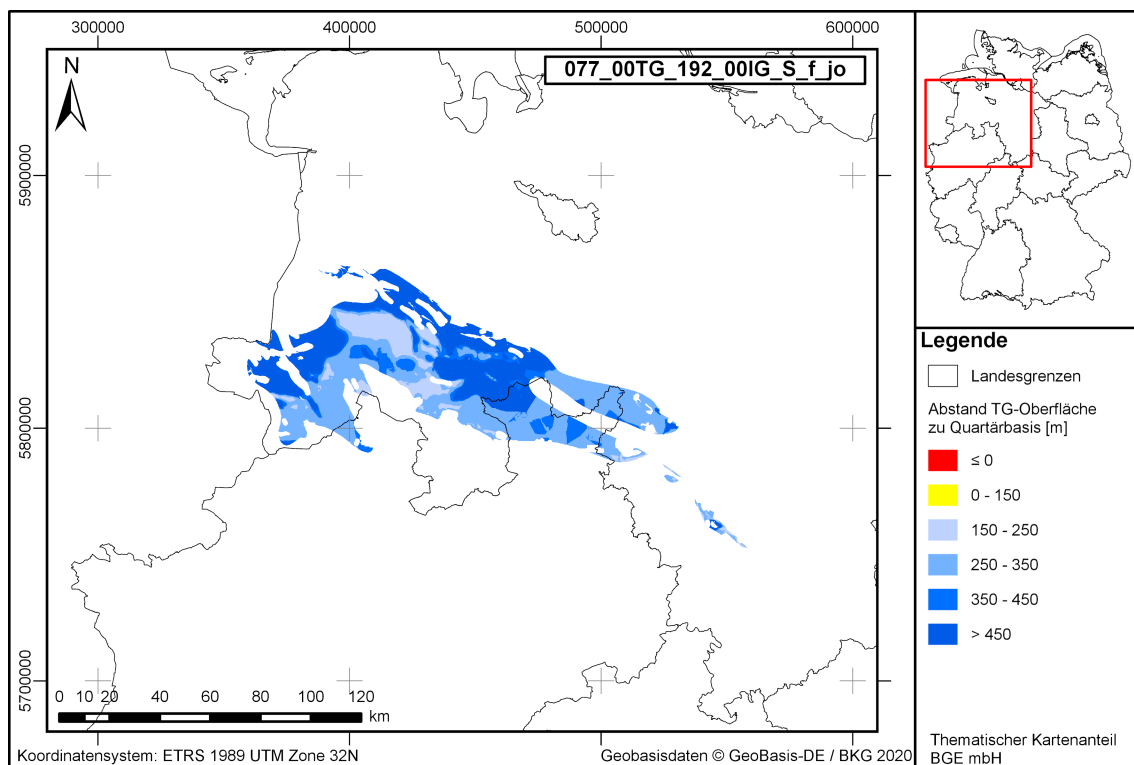 300000
400000
500000
600000
N
077_00TG_192_00IG_S_f_jo
5900000
5800000
5700000
0 10 20 40 60 80 100 120
km
Koordinatensystem: ETRS 1989 UTM Zone 32N
Geobasisdaten © GeoBasis-DE / BKG 2020
Legende
Landesgrenzen
Abstand TG-Oberfläche
zu Quartärbasis [m]
≤ 0
0 - 150
150 - 250
250 - 350
350 - 450
> 450
Thematischer Kartenanteil
BGE mbH